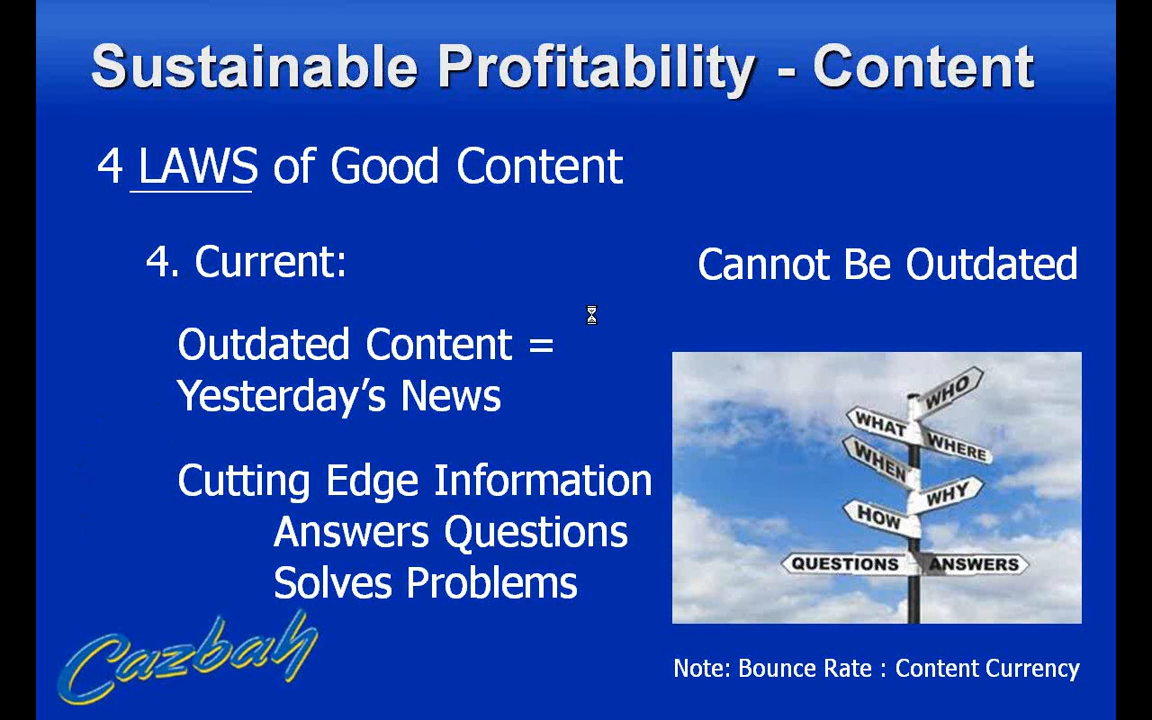 Sustainable Profitability - Content
4 LAWS of Good Content
4. Current:
Cannot Be Outdated
Outdated Content =
Yesterday’s News
Cutting Edge Information
Answers Questions
Solves Problems
WHO
WHAT
WHERE
WHEN
WHY
HOW
QUESTIONS
ANSWERS
Cazbah
Note: Bounce Rate : Content Currency